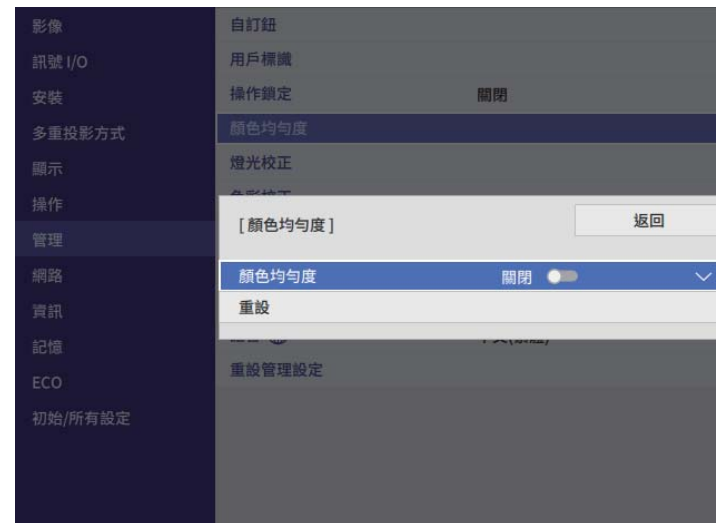 影像
訊號 I/O
安裝
多重投影方式
顯示
操作
管理
網路
資訊
記憶
ECO
初始/所有設定
自訂鈕
用戶標識
操作鎖定 關閉
顏色均勻度
燈光校正
[ 顏色均勻度 ] 返回
顏色均勻度 關閉
重設
重設管理設定